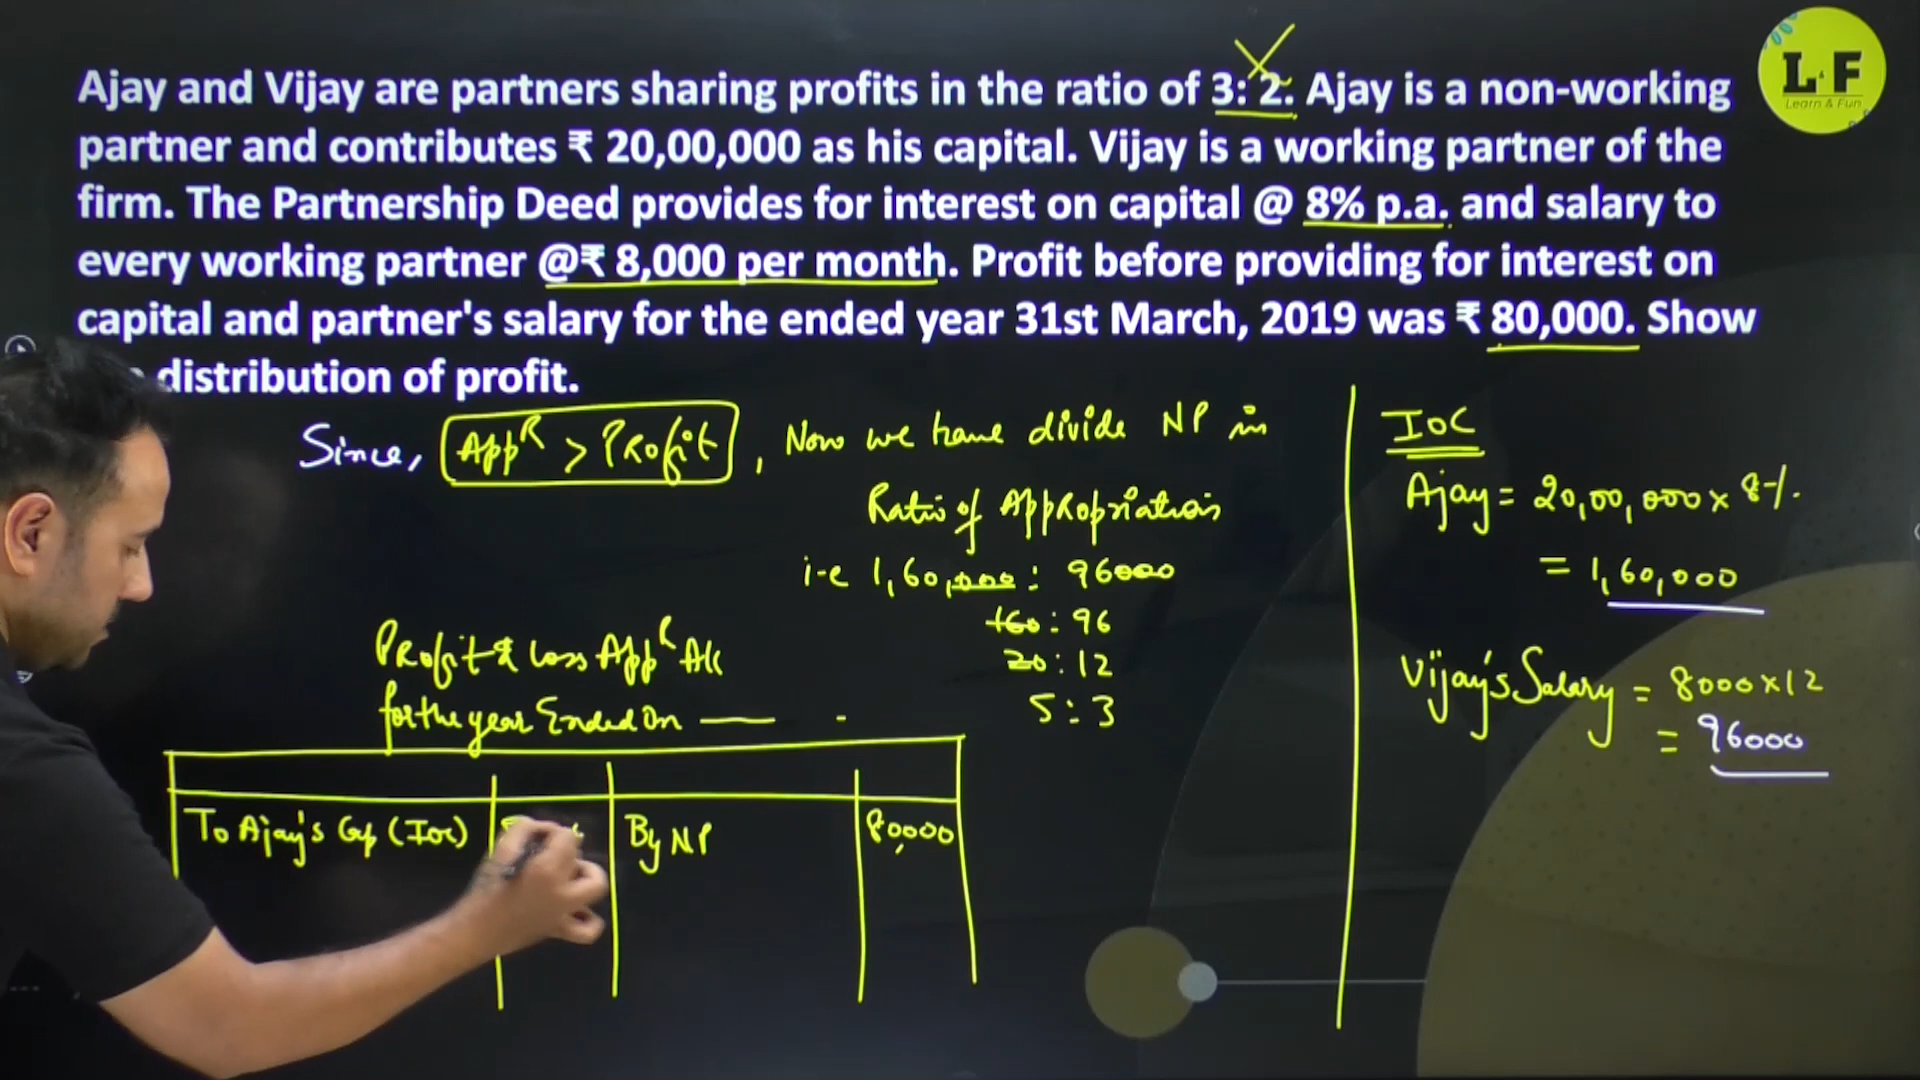 Ajay and Vijay are partners sharing profits in the ratio of 3: 2. Ajay is a non-working
partner and contributes ₹ 20,00,000 as his capital. Vijay is a working partner of the
firm. The Partnership Deed provides for interest on capital @ 8% p.a. and salary to
every working partner @₹ 8,000 per month. Profit before providing for interest on
capital and partner's salary for the ended year 31st March, 2019 was ₹ 80,000. Show
distribution of profit.
L&F
Learn & Fun
Since, App^R > Profit, Now we have divide NP in
Ratio of Appropriation
i-e 1,60,000 : 96000
160 : 96
20 : 12
5 : 3
Profit & Loss App^R A/c
for the year Ended On —
To Ajay's Cap (IOC)
By NP
80,000
IOC
Ajay = 20,00,000 x 8%.
= 1,60,000
Vijay's Salary = 8000x12
= 96000